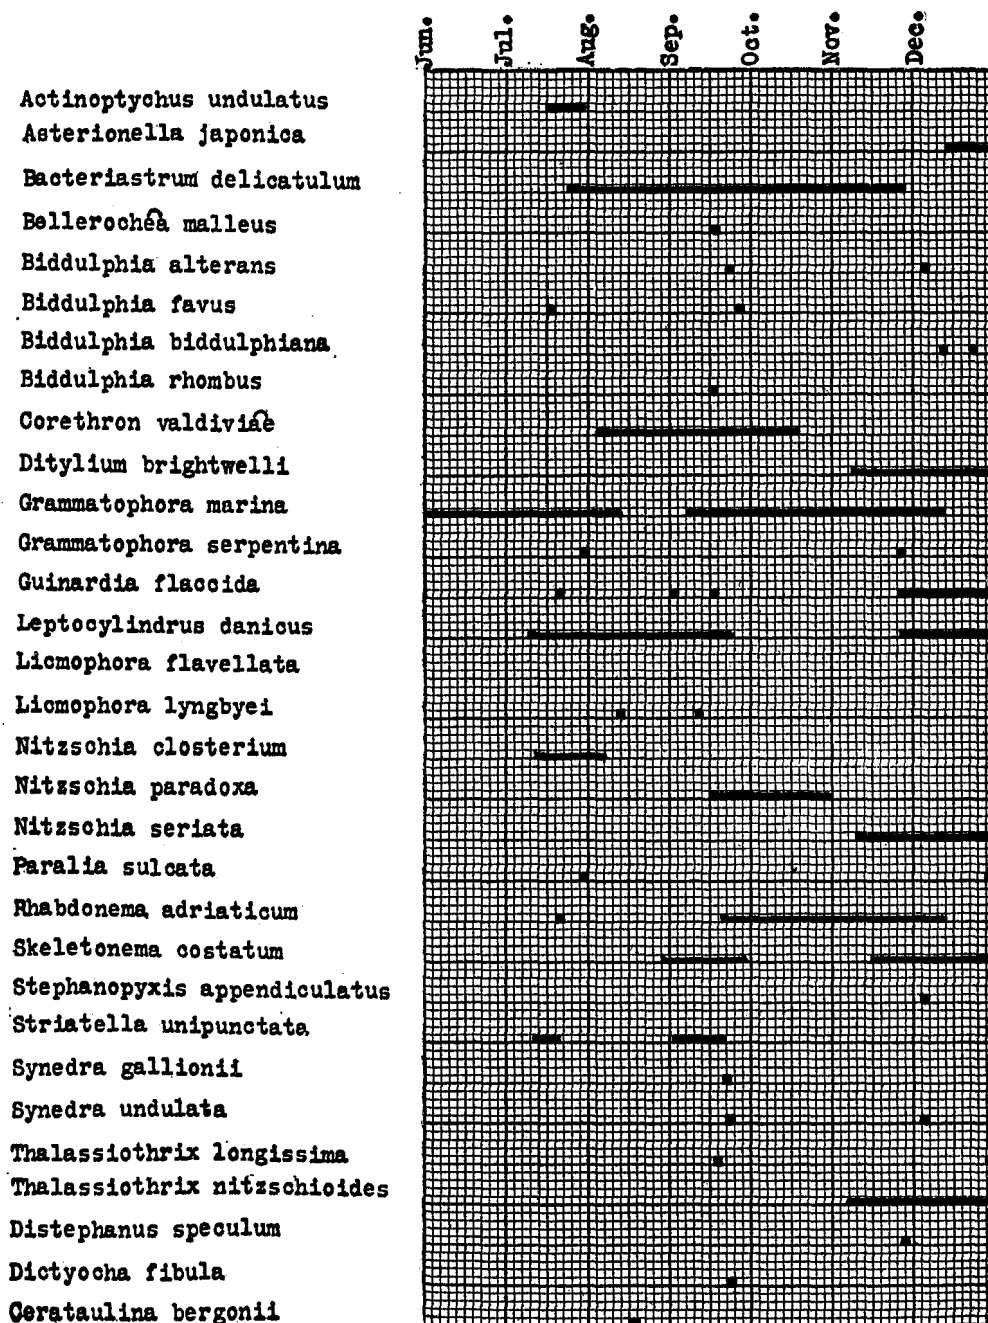 Jun. Jul. Aug. Sep. Oct. Nov. Dec.
Actinoptychus undulatus
Asterionella japonica
Bacteriastrum delicatulum
Bellerochea malleus
Biddulphia alterans
Biddulphia favus
Biddulphia biddulphiana
Biddulphia rhombus
Corethron valdiviae
Ditylium brightwelli
Grammatophora marina
Grammatophora serpentina
Guinardia flaccida
Leptocylindrus danicus
Licmophora flavellata
Licmophora lyngbyei
Nitzschia closterium
Nitzschia paradoxa
Nitzschia seriata
Paralia sulcata
Rhabdonema adriaticum
Skeletonema costatum
Stephanopyxis appendiculatus
Striatella unipunctata
Synedra gallionii
Synedra undulata
Thalassiothrix longissima
Thalassiothrix nitzschioides
Distephanus speculum
Dictyocha fibula
Cerataulina bergonii